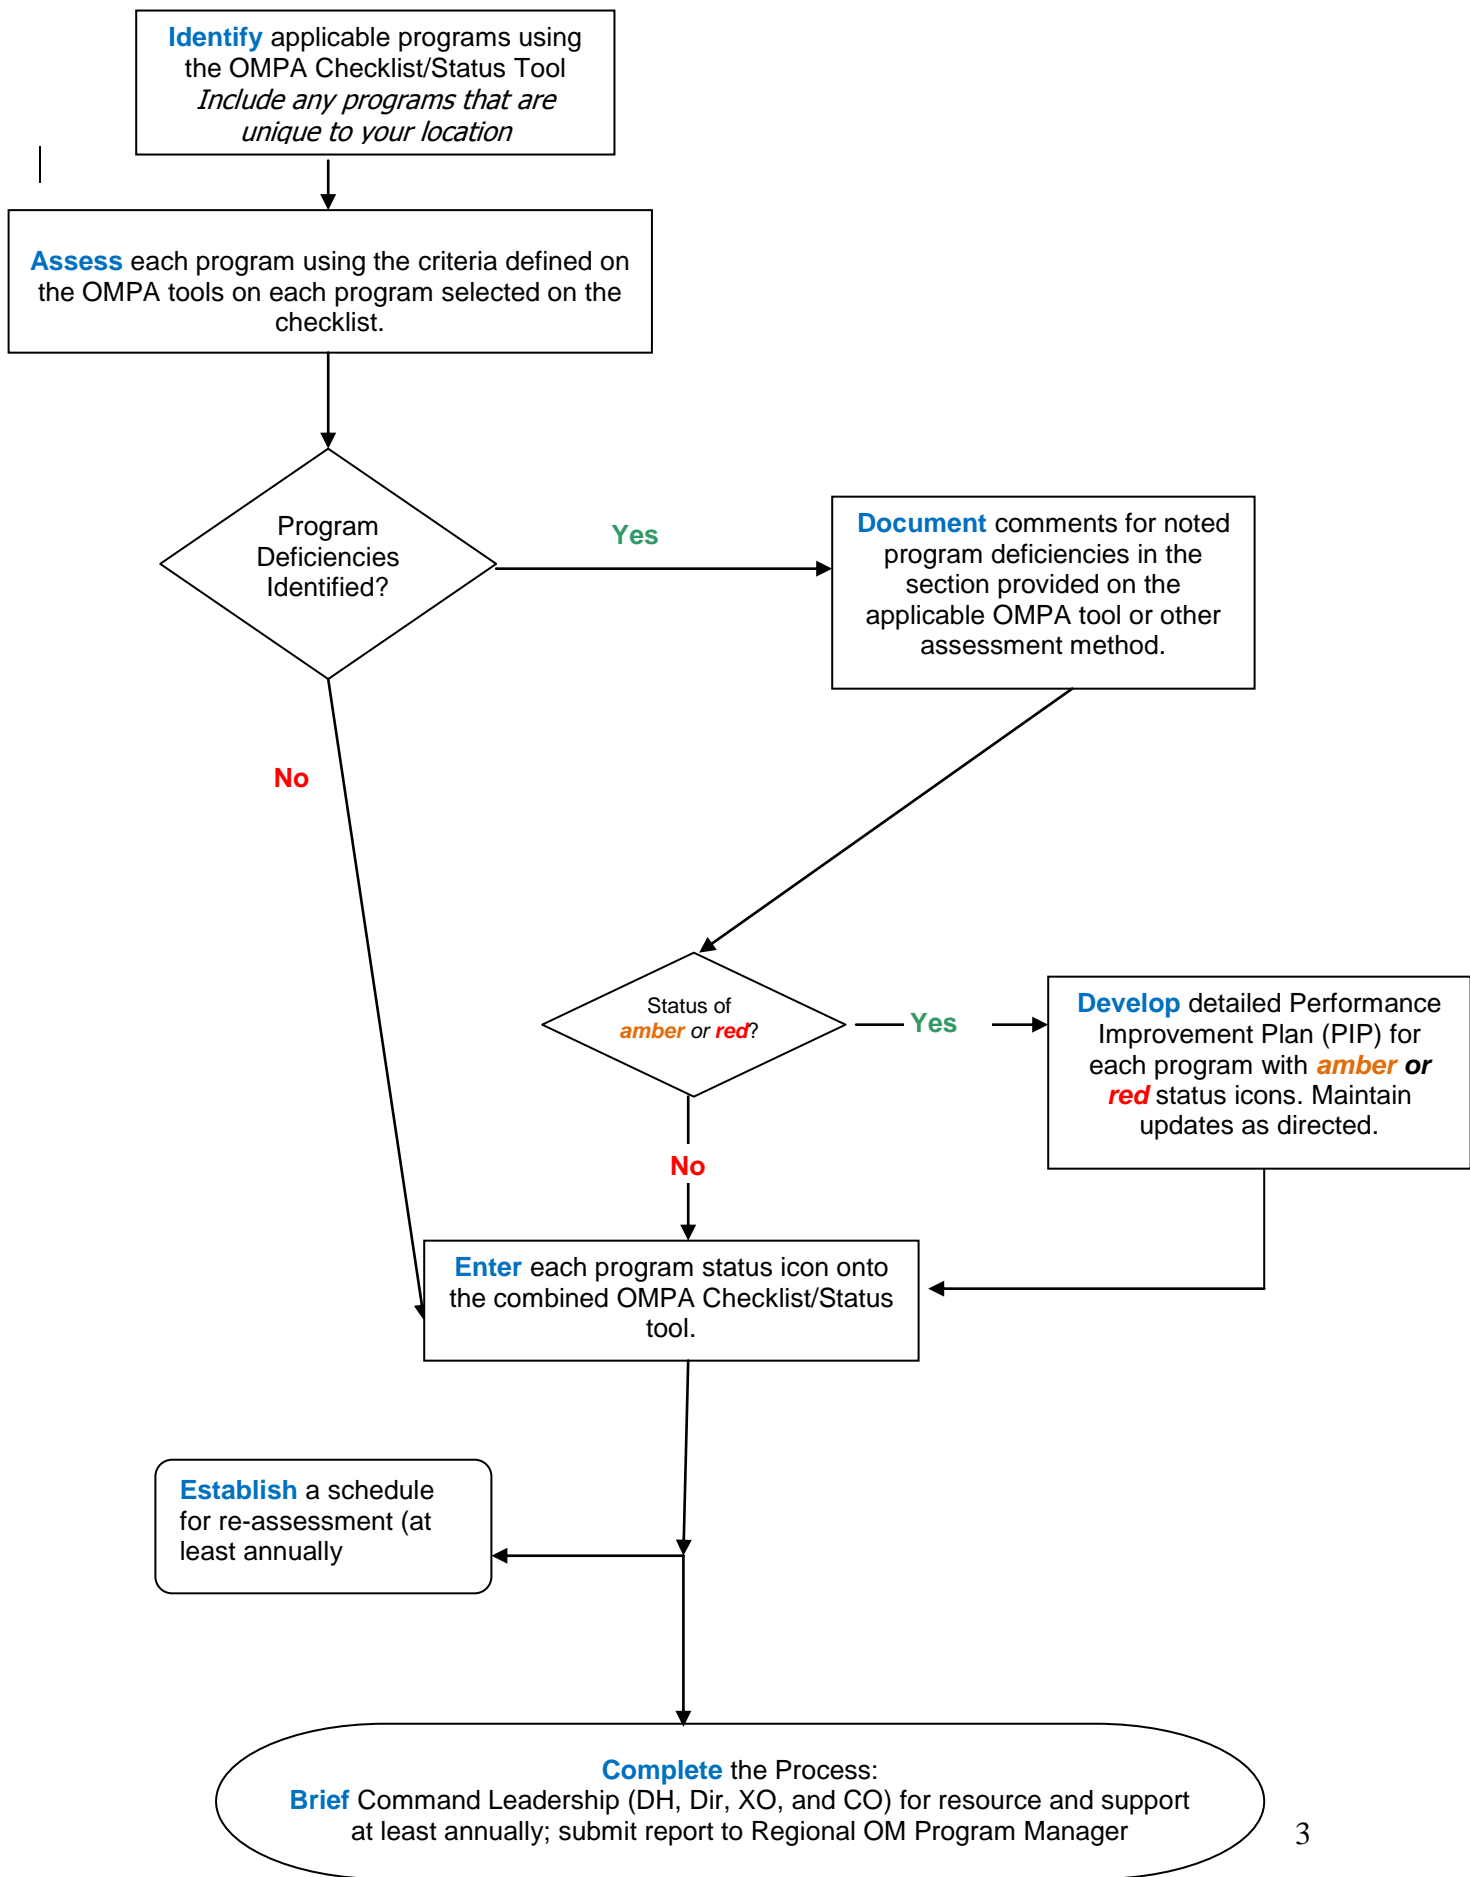 Identify applicable programs using
the OMPA Checklist/Status Tool
Include any programs that are
unique to your location
Assess each program using the criteria defined on
the OMPA tools on each program selected on the
checklist.
Program
Deficiencies
Identified?
Yes
Document comments for noted
program deficiencies in the
section provided on the
applicable OMPA tool or other
assessment method.
No
Status of
amber or red?
Yes
Develop detailed Performance
Improvement Plan (PIP) for
each program with amber or
red status icons. Maintain
updates as directed.
No
Enter each program status icon onto
the combined OMPA Checklist/Status
tool.
Establish a schedule
for re-assessment (at
least annually
Complete the Process:
Brief Command Leadership (DH, Dir, XO, and CO) for resource and support
at least annually; submit report to Regional OM Program Manager
3